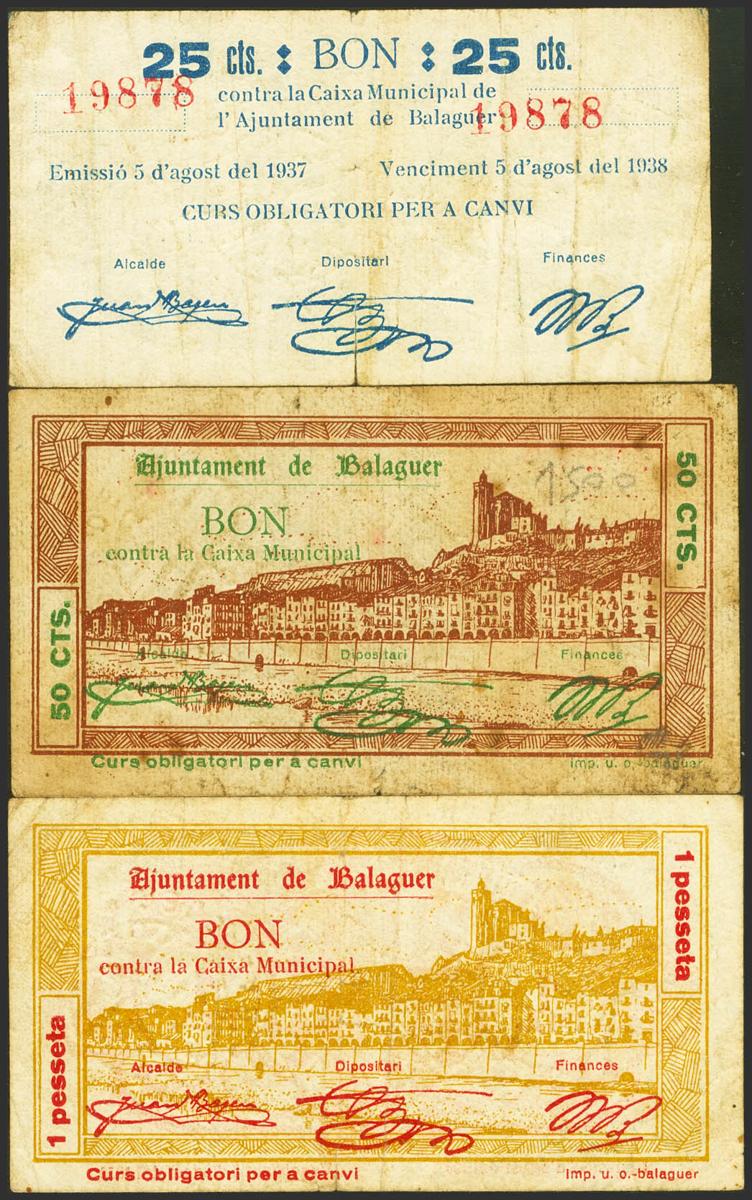 25 cts. : BON : 25 cts.
19878
contra la Caixa Municipal de
l'Ajuntament de Balaguer
19878
Emissió 5 d'agost del 1937 Venciment 5 d'agost del 1938
CURS OBLIGATORI PER A CANVI
Alcalde Dipositari Finances
Ajuntament de Balaguer
50 CTS.
1500
BON
contra la Caixa Municipal
50 CTS.
Alcalde Dipositari Finances
Curs obligatori per a canvi imp. u. o.-balaguer
Ajuntament de Balaguer
1 pesseta
BON
contra la Caixa Municipal
1 pesseta
Alcalde Dipositari Finances
Curs obligatori per a canvi imp. u. o.-balaguer